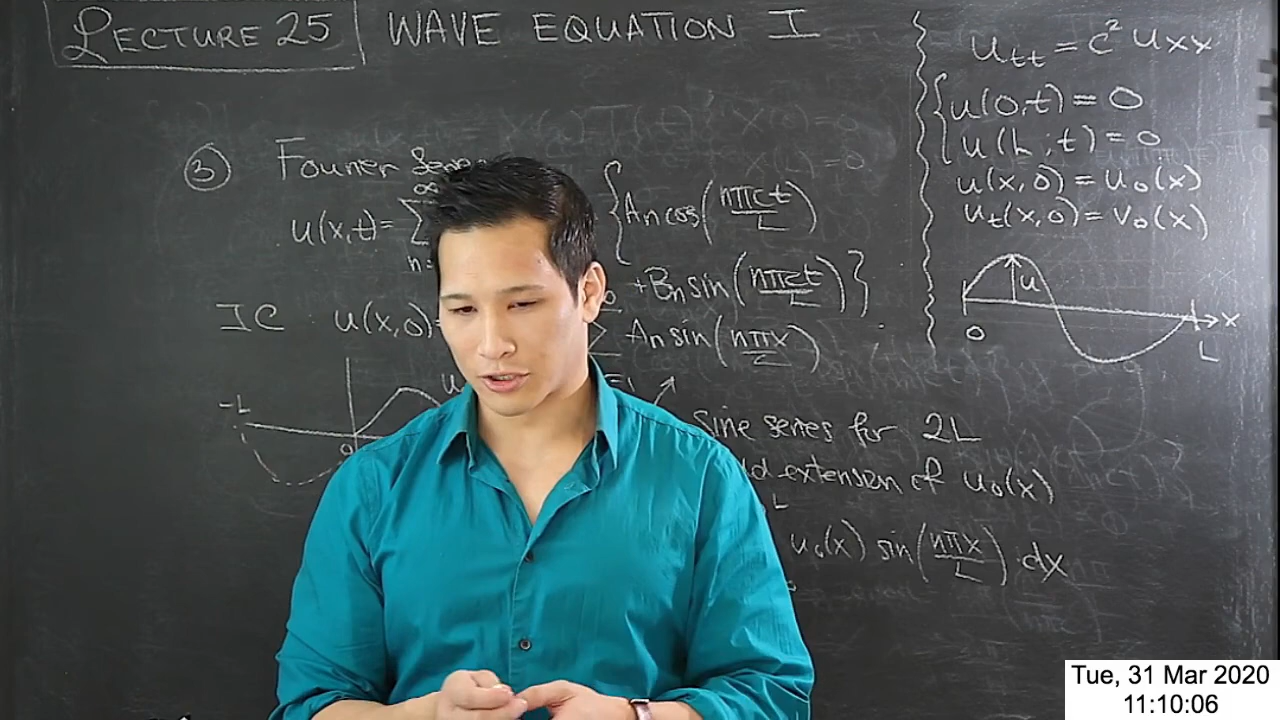 LECTURE 25 WAVE EQUATION I
u_tt = c² u_xx
u(0,t) = 0
u(L,t) = 0
u(x,0) = u₀(x)
u_t(x,0) = v₀(x)
u
0
x
L
③ Fourier Series
u(x,t) = ∑ ∞ n= { An cos(nπct/L)
+ Bn sin(nπct/L) }
IC u(x,0) = ∑ An sin(nπx/c)
-L
0
u
Sine series for 2L
extension of u₀(x)
L
u₀(x) sin(nπx/L) · dx
Tue, 31 Mar 2020
11:10:06